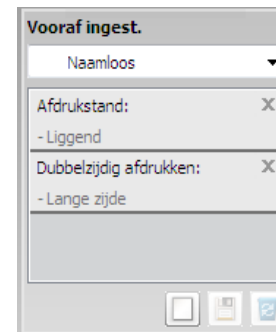 Vooraf ingest.
Naamloos
Afdrukstand:
- Liggend
Dubbelzijdig afdrukken:
- Lange zijde